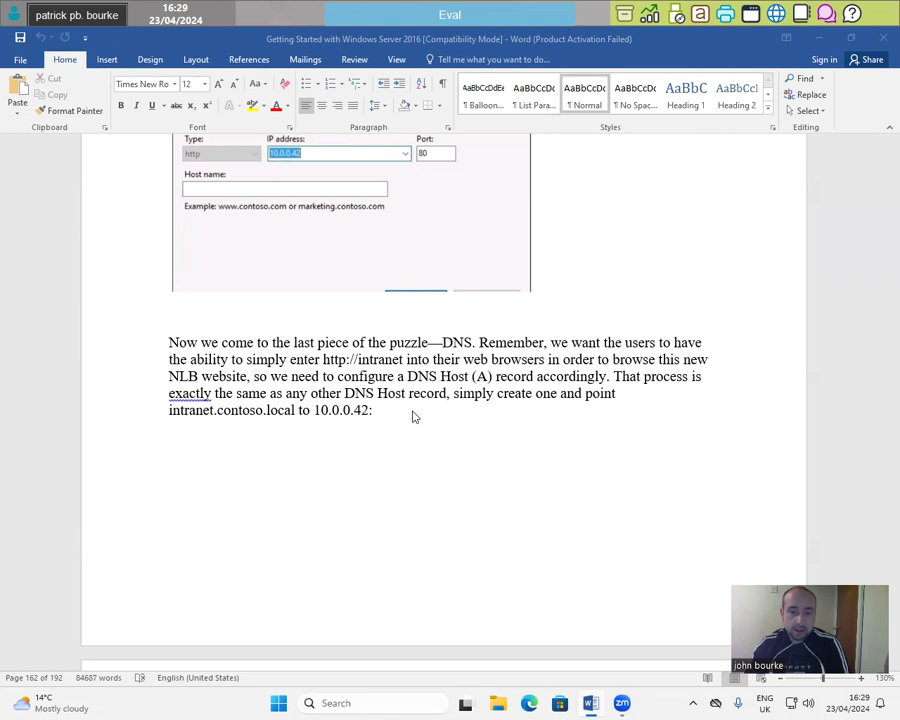 patrick pb. bourke
16:29
23/04/2024
Eval
Getting Started with Windows Server 2016 [Compatibility Mode] - Word (Product Activation Failed)
File
Home
Insert
Design
Layout
References
Mailings
Review
View
Tell me what you want to do...
Sign in
Share
Paste
Cut
Copy
Format Painter
Clipboard
Times New Ro
12
Font
Paragraph
AaBbCcDdEe
AaBbCcDc
AaBbCcDc
AaBbCcDc
AaBbC
AaBbCcl
¶ Balloon...
¶ List Para...
¶ Normal
¶ No Spac...
Heading 1
Heading 2
Styles
Find
Replace
Select
Editing
Type:
IP address:
Port:
http
10.0.0.42
80
Host name:
Example: www.contoso.com or marketing.contoso.com
Now we come to the last piece of the puzzle—DNS. Remember, we want the users to have
the ability to simply enter http://intranet into their web browsers in order to browse this new
NLB website, so we need to configure a DNS Host (A) record accordingly. That process is
exactly the same as any other DNS Host record, simply create one and point
intranet.contoso.local to 10.0.0.42:
john bourke
Page 162 of 192
84687 words
English (United States)
130%
14°C
Mostly cloudy
Search
ENG
UK
16:29
23/04/2024